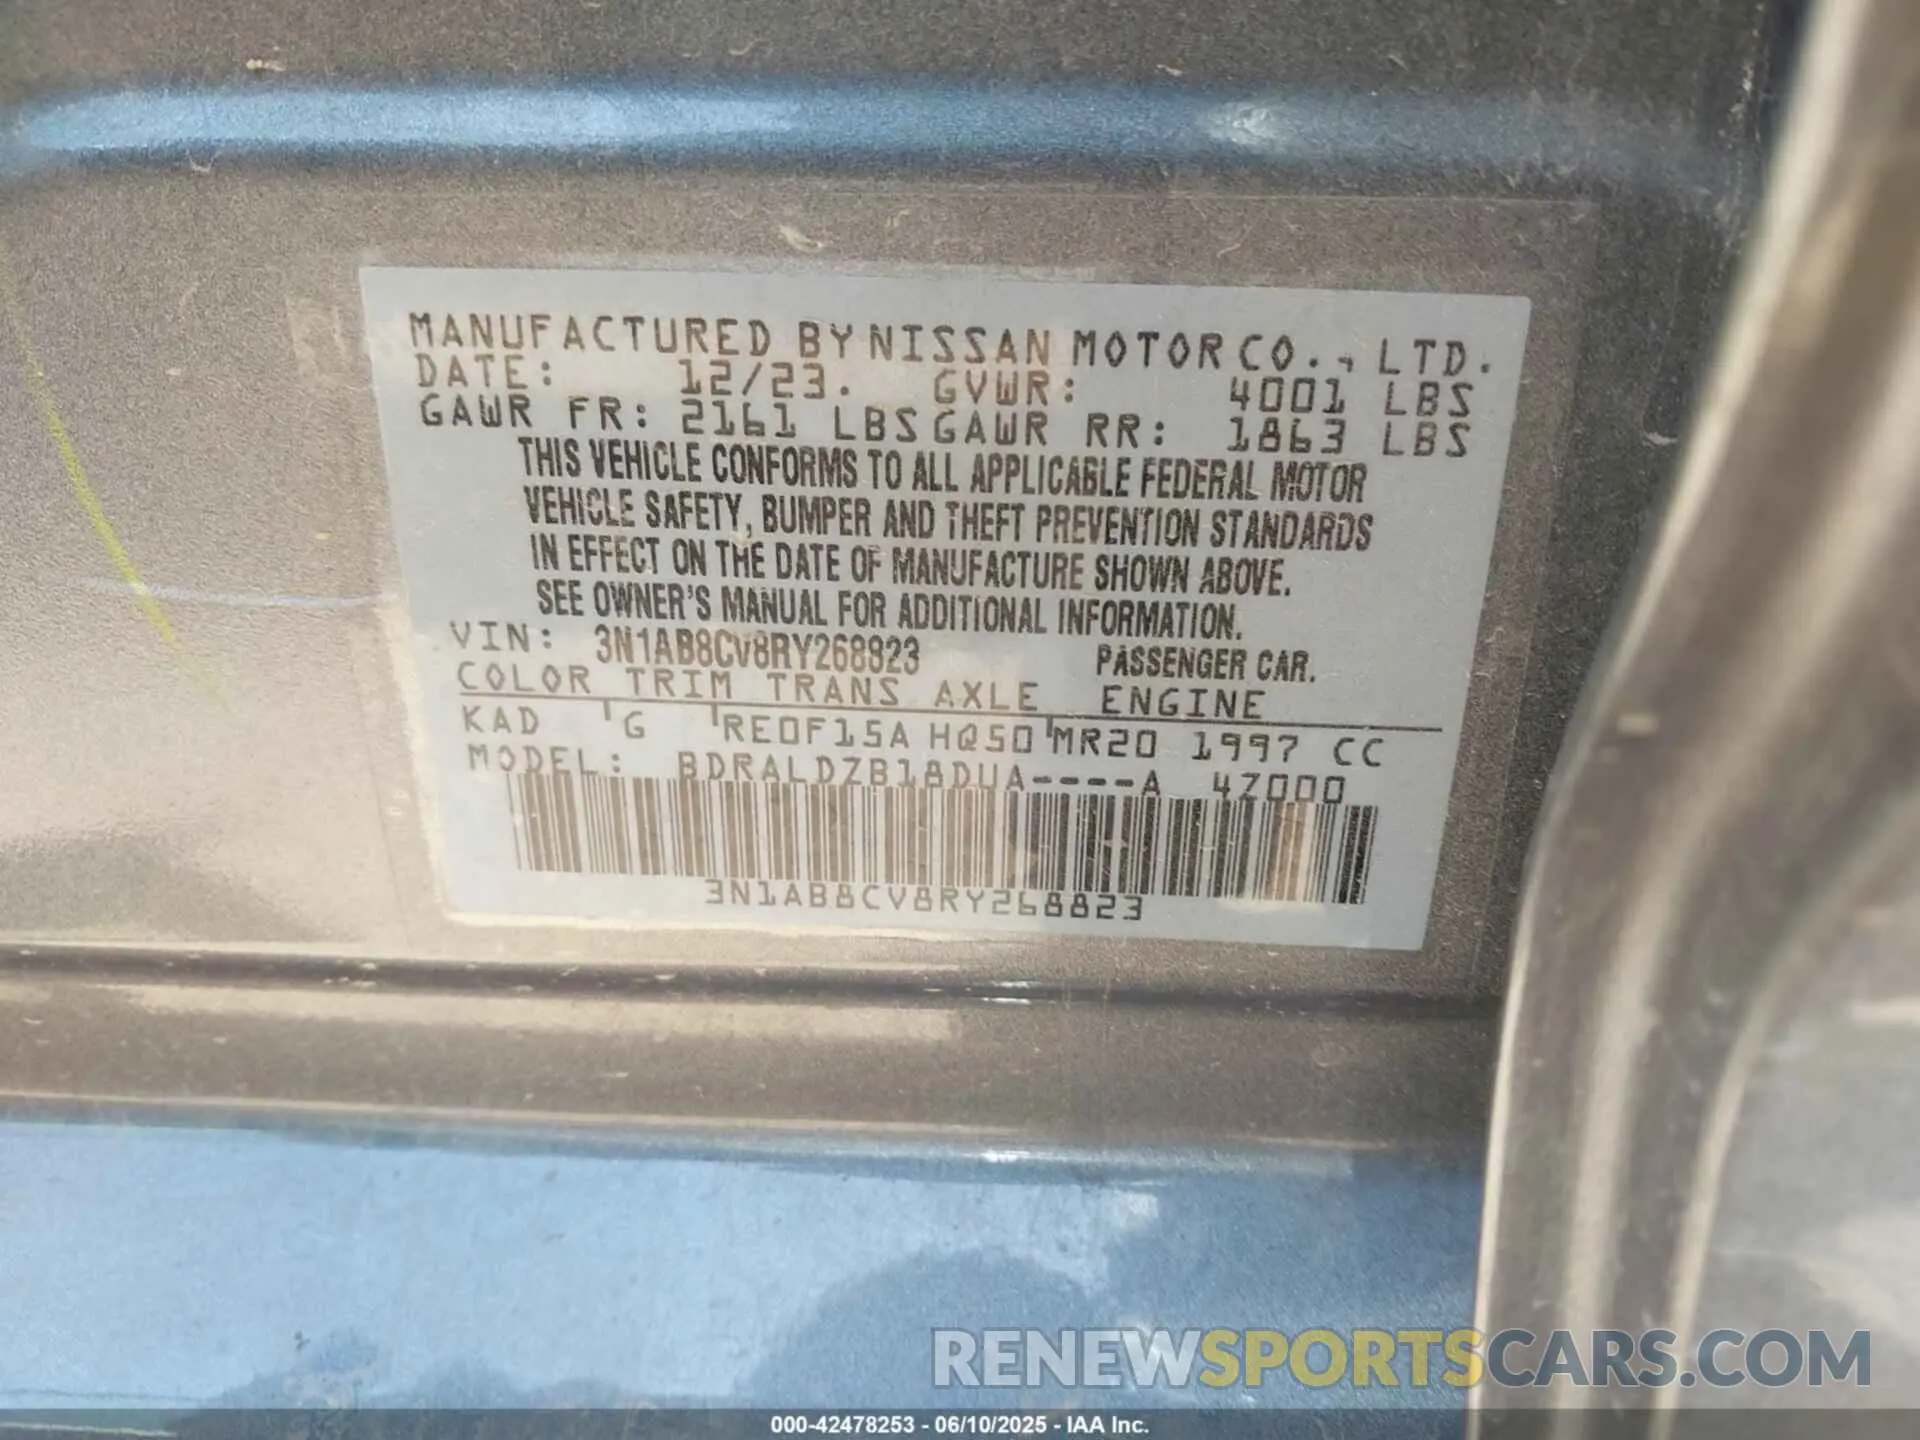 MANUFACTURED BY NISSAN MOTOR CO., LTD.
DATE: 12/23. GVWR: 4001 LBS
GAWR FR: 2161 LBS GAWR RR: 1863 LBS
THIS VEHICLE CONFORMS TO ALL APPLICABLE FEDERAL MOTOR
VEHICLE SAFETY, BUMPER AND THEFT PREVENTION STANDARDS
IN EFFECT ON THE DATE OF MANUFACTURE SHOWN ABOVE.
SEE OWNER'S MANUAL FOR ADDITIONAL INFORMATION.
VIN: 3N1AB8CV8RY268823 PASSENGER CAR.
COLOR TRIM TRANS AXLE ENGINE
KAD G RE0F15A HQ50 MR20 1997 CC
MODEL: BDRALDZB18DUA----A 4Z000
3N1AB8CV8RY268823
RENEWSPORTSCARS.COM
000-42478253 - 06/10/2025 - IAA Inc.